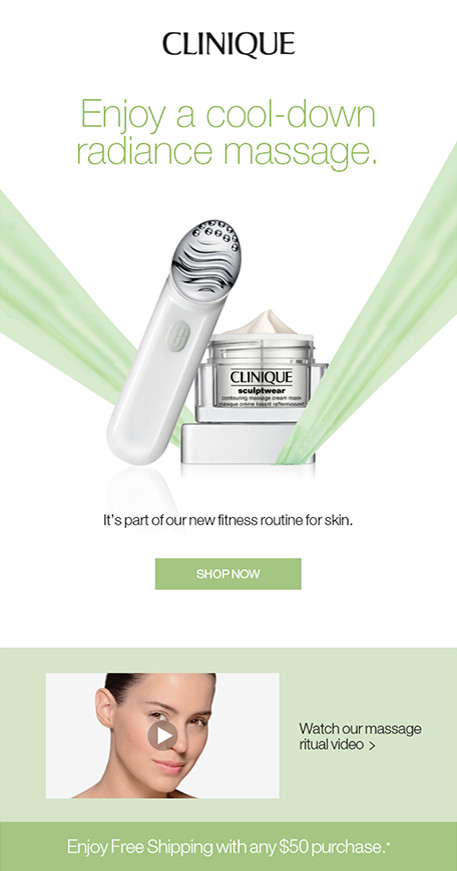 CLINIQUE
Enjoy a cool-down
radiance massage.
CLINIQUE
sculptwear
contouring massage cream mask
masque crème lissant raffermissant
It's part of our new fitness routine for skin.
SHOP NOW
Watch our massage
ritual video >
Enjoy Free Shipping with any $50 purchase.*